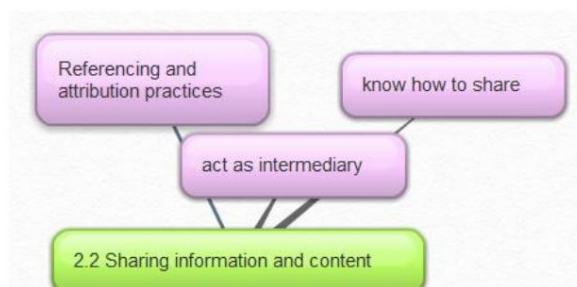 Referencing and
attribution practices
know how to share
act as intermediary
2.2 Sharing information and content